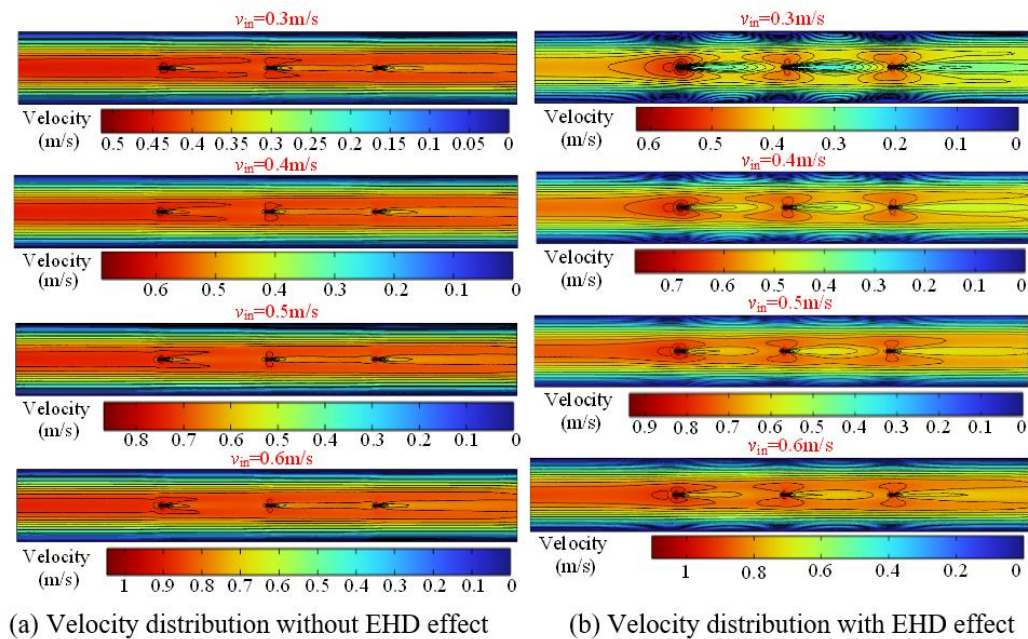 v_in=0.3m/s
Velocity
(m/s)
0.5 0.45 0.4 0.35 0.3 0.25 0.2 0.15 0.1 0.05 0
v_in=0.4m/s
Velocity
(m/s)
0.6 0.5 0.4 0.3 0.2 0.1 0
v_in=0.5m/s
Velocity
(m/s)
0.8 0.7 0.6 0.5 0.4 0.3 0.2 0.1 0
v_in=0.6m/s
Velocity
(m/s)
1 0.9 0.8 0.7 0.6 0.5 0.4 0.3 0.2 0.1 0
(a) Velocity distribution without EHD effect
v_in=0.3m/s
Velocity
(m/s)
0.6 0.5 0.4 0.3 0.2 0.1 0
v_in=0.4m/s
Velocity
(m/s)
0.7 0.6 0.5 0.4 0.3 0.2 0.1 0
v_in=0.5m/s
Velocity
(m/s)
0.9 0.8 0.7 0.6 0.5 0.4 0.3 0.2 0.1 0
v_in=0.6m/s
Velocity
(m/s)
1 0.8 0.6 0.4 0.2 0
(b) Velocity distribution with EHD effect